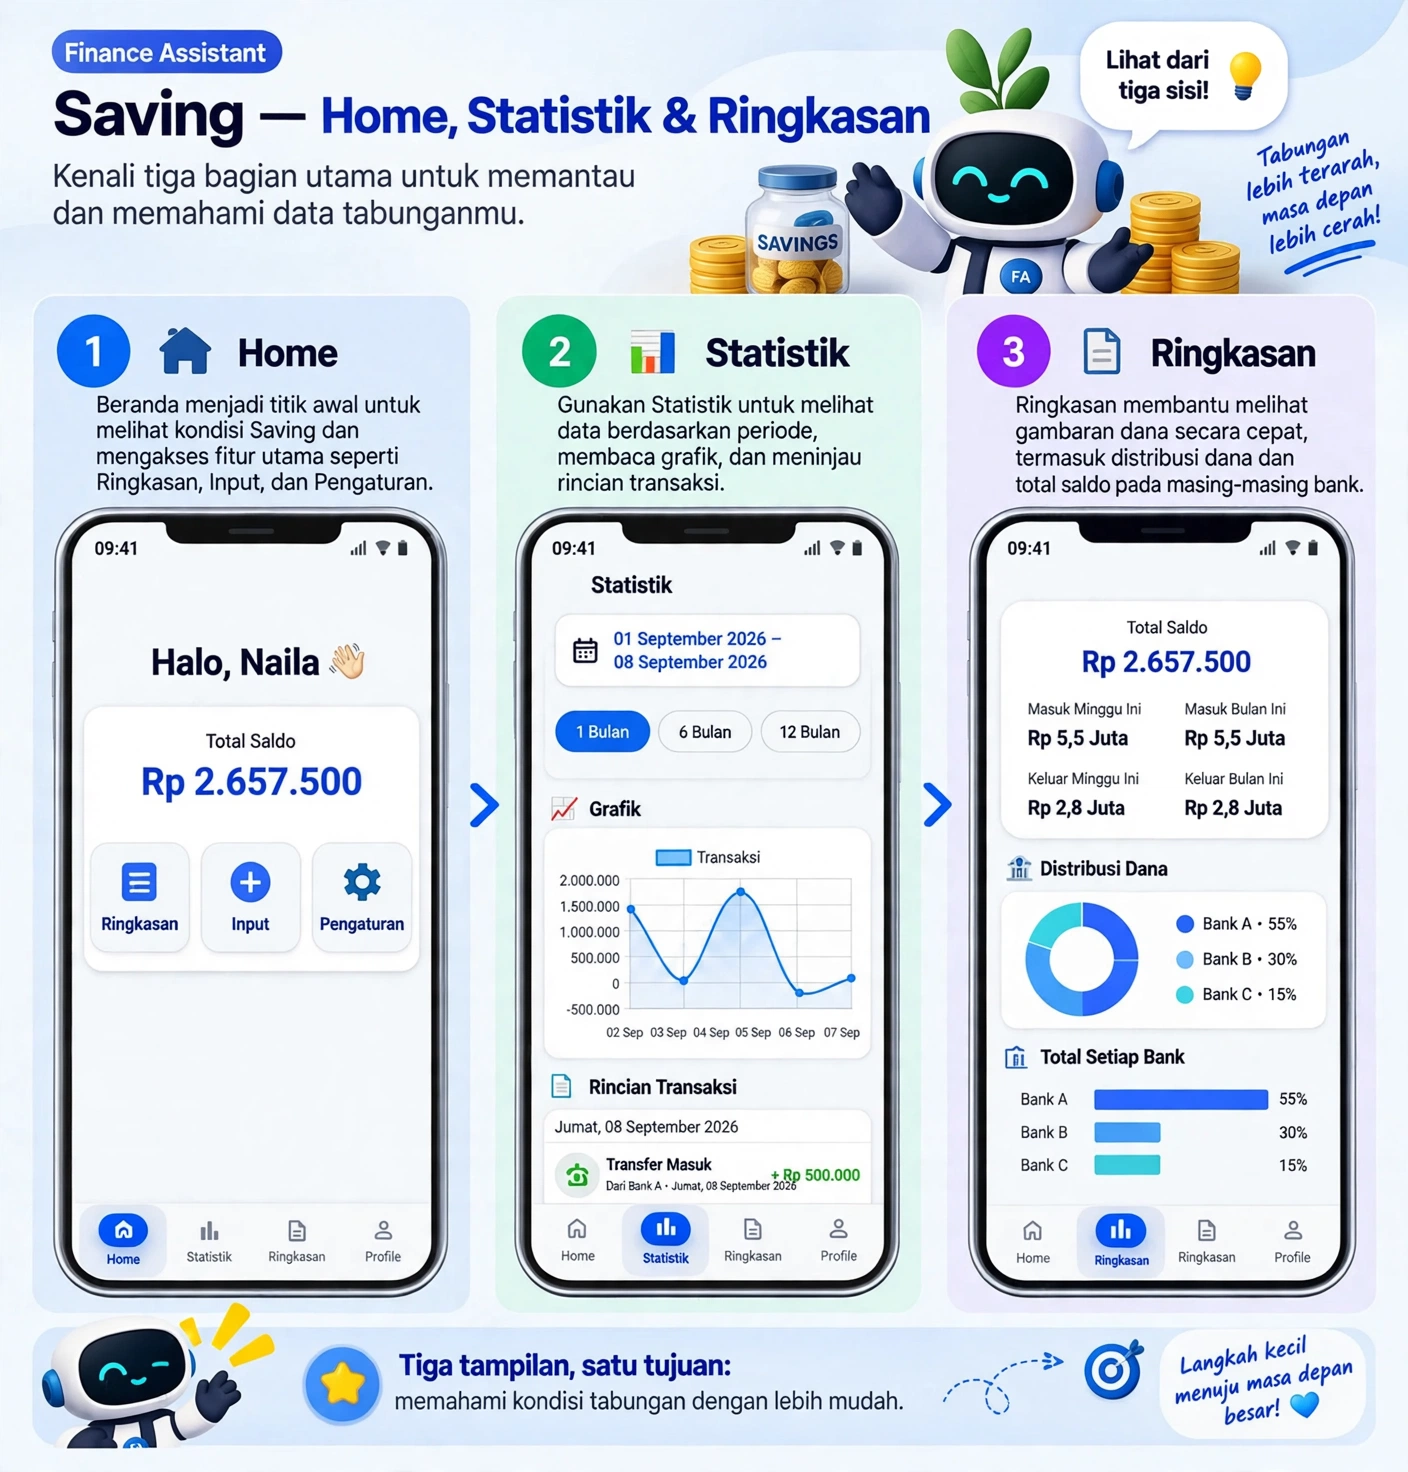 Finance Assistant
Saving — Home, Statistik & Ringkasan
Kenali tiga bagian utama untuk memantau
dan memahami data tabunganmu.
Lihat dari
tiga sisi!
Tabungan
lebih terarah,
masa depan
lebih cerah!
SAVINGS
FA
1
Home
Beranda menjadi titik awal untuk
melihat kondisi Saving dan
mengakses fitur utama seperti
Ringkasan, Input, dan Pengaturan.
09:41
Halo, Naila
Total Saldo
Rp 2.657.500
Ringkasan
Input
Pengaturan
Home
Statistik
Ringkasan
Profile
2
Statistik
Gunakan Statistik untuk melihat
data berdasarkan periode,
membaca grafik, dan meninjau
rincian transaksi.
09:41
Statistik
01 September 2026 –
08 September 2026
1 Bulan
6 Bulan
12 Bulan
Grafik
Transaksi
2.000.000
1.500.000
1.000.000
500.000
0
-500.000
02 Sep 03 Sep 04 Sep 05 Sep 06 Sep 07 Sep
Rincian Transaksi
Jumat, 08 September 2026
Transfer Masuk
+ Rp 500.000
Dari Bank A • Jumat, 08 September 2026
Home
Statistik
Ringkasan
Profile
3
Ringkasan
Ringkasan membantu melihat
gambaran dana secara cepat,
termasuk distribusi dana dan
total saldo pada masing-masing bank.
09:41
Total Saldo
Rp 2.657.500
Masuk Minggu Ini
Rp 5,5 Juta
Masuk Bulan Ini
Rp 5,5 Juta
Keluar Minggu Ini
Rp 2,8 Juta
Keluar Bulan Ini
Rp 2,8 Juta
Distribusi Dana
Bank A • 55%
Bank B • 30%
Bank C • 15%
Total Setiap Bank
Bank A 55%
Bank B 30%
Bank C 15%
Home
Ringkasan
Ringkasan
Profile
Tiga tampilan, satu tujuan:
memahami kondisi tabungan dengan lebih mudah.
Langkah kecil
menuju masa depan
besar!